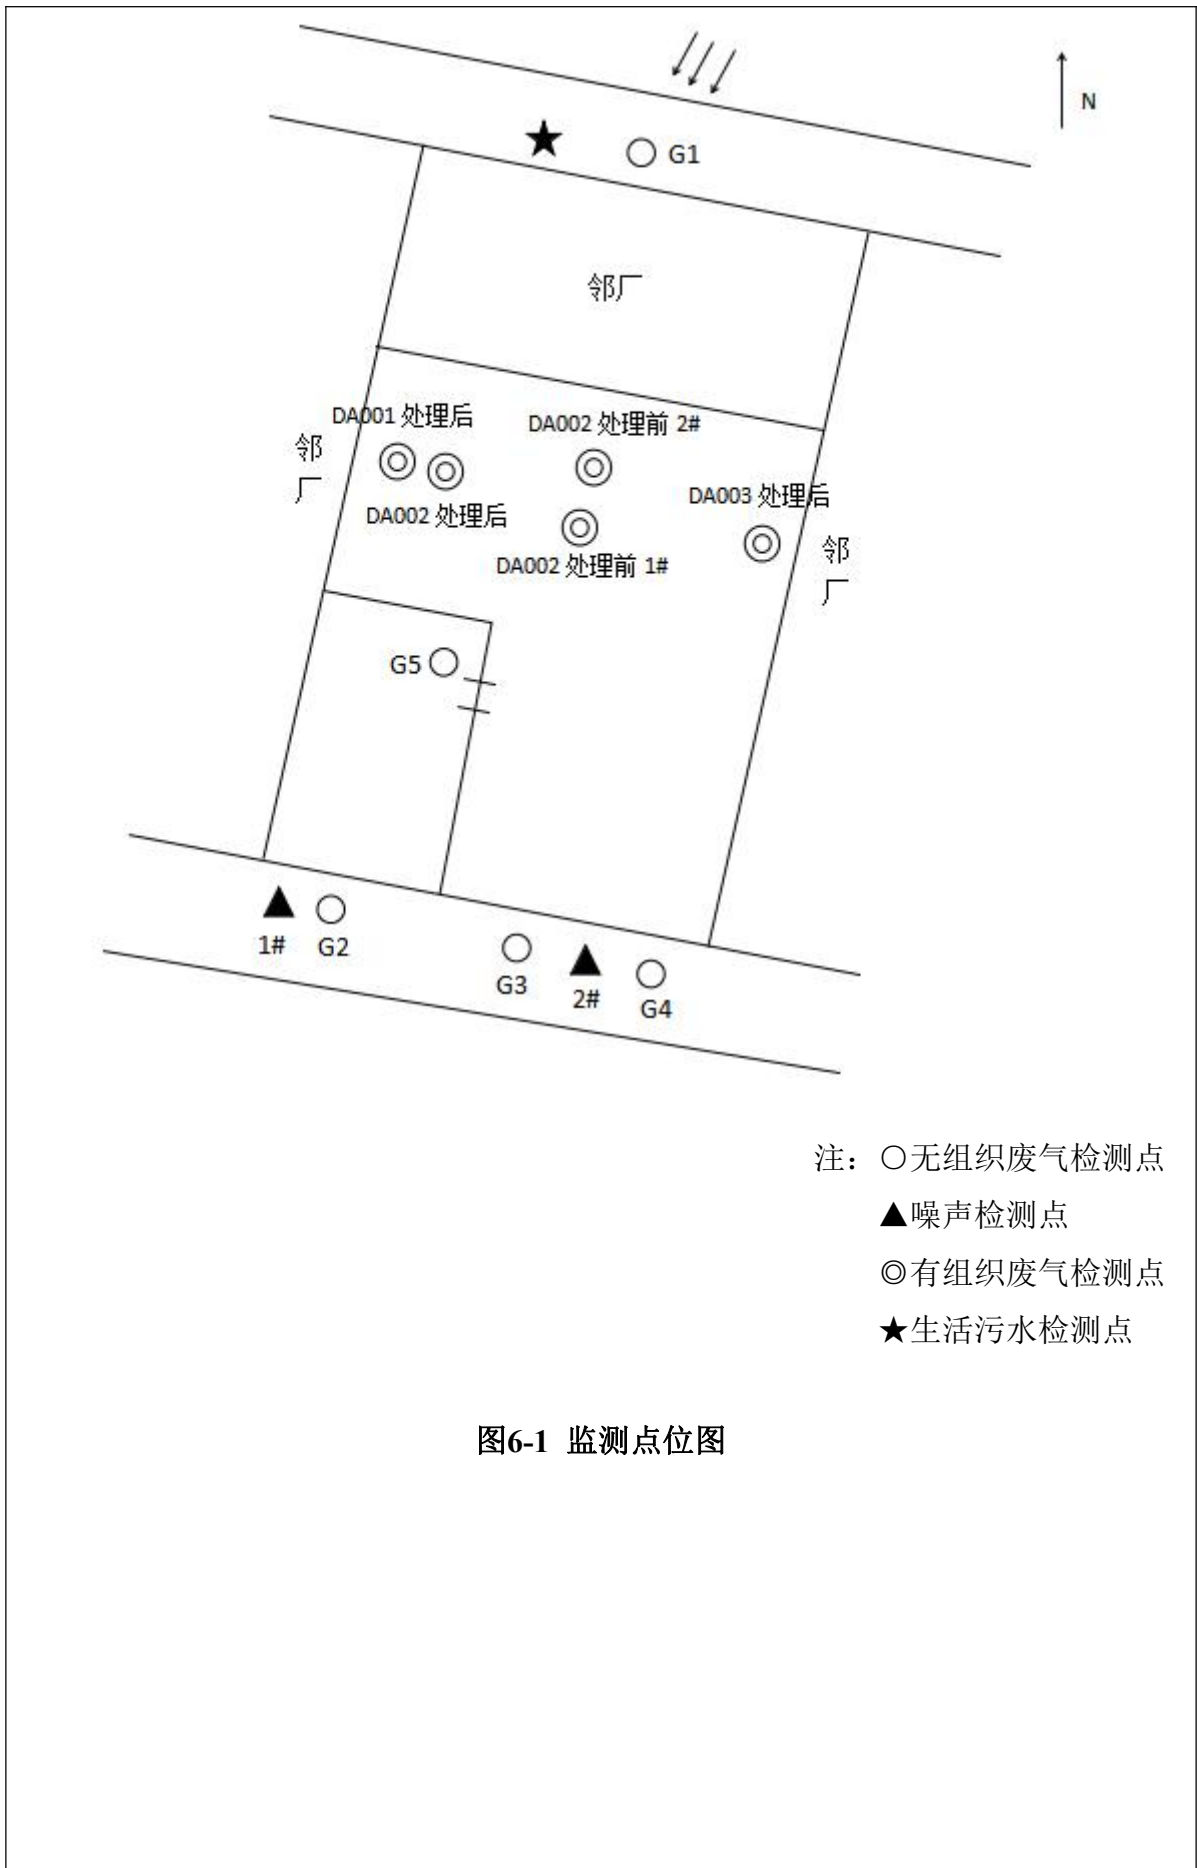 N
G1
邻厂
DA001 处理后
DA002 处理前 2#
邻
厂
DA003 处理后
DA002 处理后
邻
厂
DA002 处理前 1#
G5
1#
G2
G3
2#
G4
注：○无组织废气检测点
▲噪声检测点
◎有组织废气检测点
★生活污水检测点
图6-1 监测点位图